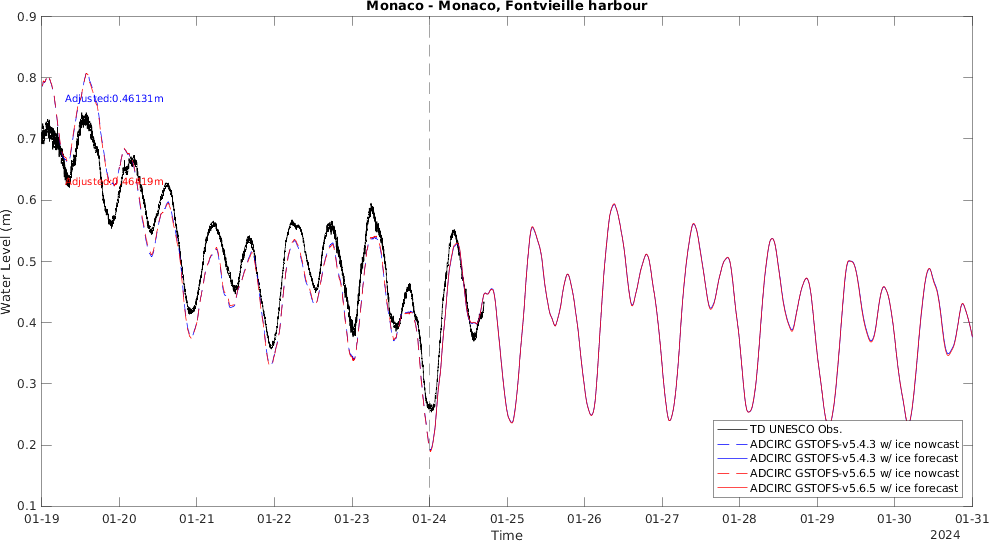 Monaco - Monaco, Fontvieille harbour
0.9
0.8
0.7
0.6
0.5
0.4
0.3
0.2
0.1
Water Level (m)
Adjusted:0.46131m
Adjusted:0.46419m
TD UNESCO Obs.
ADCIRC GSTOFS-v5.4.3 w/ ice nowcast
ADCIRC GSTOFS-v5.4.3 w/ ice forecast
ADCIRC GSTOFS-v5.6.5 w/ ice nowcast
ADCIRC GSTOFS-v5.6.5 w/ ice forecast
01-19 01-20 01-21 01-22 01-23 01-24 01-25 01-26 01-27 01-28 01-29 01-30 01-31
Time
2024